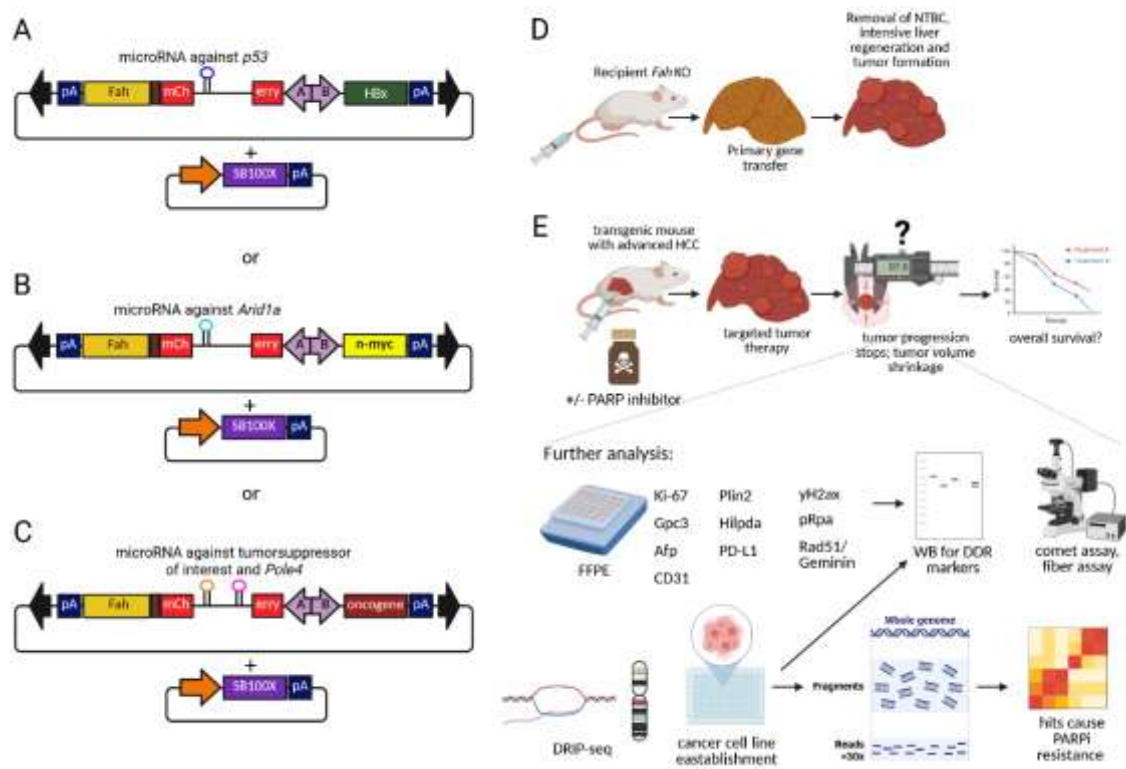 A
microRNA against p53
pA Fah mCh erry A B HBx pA
+
SB100X pA
or
B
microRNA against Arid1a
pA Fah mCh erry A B n-myc pA
+
SB100X pA
or
C
microRNA against tumorsuppressor
of interest and Pole4
pA Fah mCh erry A B oncogene pA
+
SB100X pA
D
Recipient Fah KO
Primary gene
transfer
Removal of NTBC,
intensive liver
regeneration and
tumor formation
E
transgenic mouse
with advanced HCC
+/- PARP inhibitor
targeted tumor
therapy
?
tumor progression
stops; tumor volume
shrinkage
overall survival?
Further analysis:
FFPE
Ki-67
Gpc3
Afp
CD31
Plin2
Hilpda
PD-L1
yH2ax
pRpa
Rad51/
Geminin
WB for DDR
markers
comet assay,
fiber assay
DRIP-seq
cancer cell line
eastablishment
Whole genome
Fragments
Reads
hits cause
PARPi
resistance